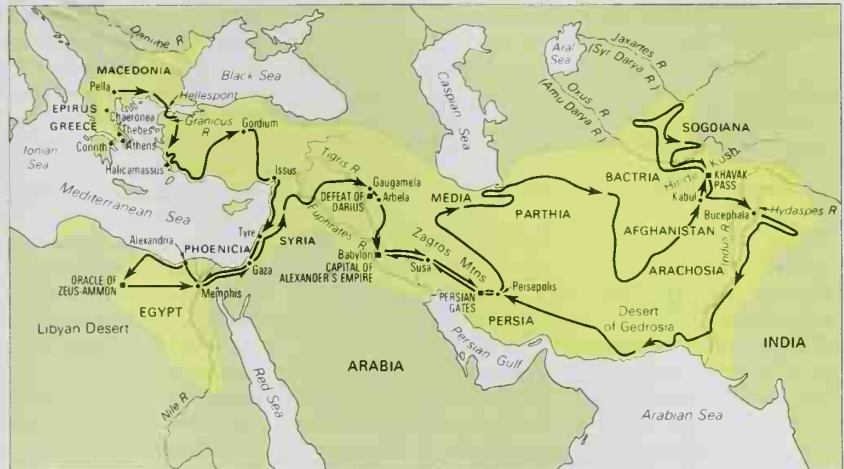 Danube R
MACEDONIA
Pella
Hellespont
EPIRUS
Chaeronea
GREECE
Thebes
Corinth
Athens
Granicus
R
Ionian
Sea
Halicarnassus
Black Sea
Gordium
Issus
Mediterranean Sea
Tyre
SYRIA
PHOENICIA
Alexandria
Gaza
ORACLE OF
ZEUS-AMMON
Memphis
EGYPT
Libyan Desert
Nile R
Red Sea
ARABIA
Tigris R
Gaugamela
DEFEAT OF
DARIUS
Arbela
Euphrates R
Babylon
CAPITAL OF
ALEXANDER'S EMPIRE
Susa
Zagros
Mtns
PERSIAN
GATES
Persepolis
PERSIA
Persian Gulf
Caspian Sea
MEDIA
PARTHIA
Aral
Sea
Jaxartes R
(Syr Darya R)
Oxus R
(Amu Darya R)
SOGDIANA
BACTRIA
Hindu Kush
KHAVAK
PASS
Kabul
Bucephala
Hydaspes R
AFGHANISTAN
Indus R
ARACHOSIA
Desert
of Gedrosia
INDIA
Arabian Sea